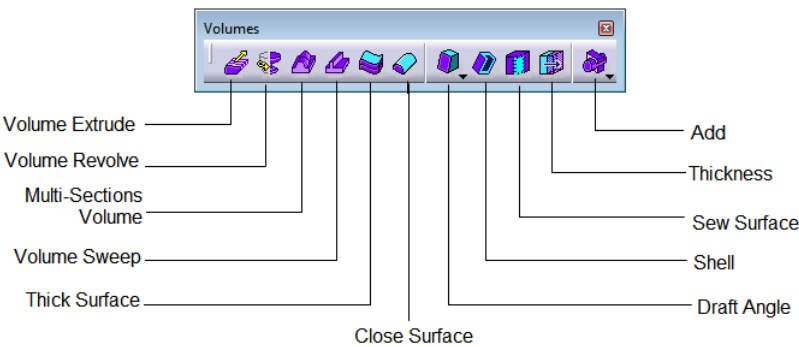 Volumes
Volume Extrude
Volume Revolve
Multi-Sections
Volume
Volume Sweep
Thick Surface
Close Surface
Add
Thickness
Sew Surface
Shell
Draft Angle